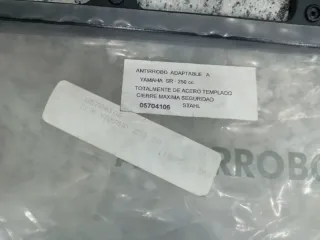 ANTIRROBO ADAPTABLE A
YAMAHA SR - 250 cc
TOTALMENTE DE ACERO TEMPLADO
CIERRE MAXIMA SEGURIDAD
05704106 STAHL
ANTIRROBO